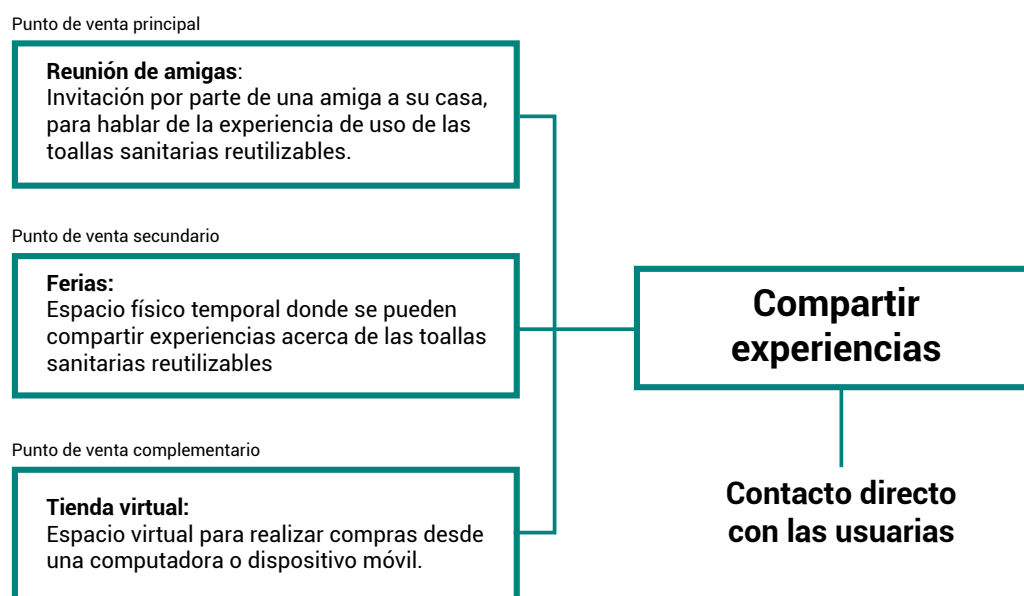 Punto de venta principal
Reunión de amigas:
Invitación por parte de una amiga a su casa,
para hablar de la experiencia de uso de las
toallas sanitarias reutilizables.
Punto de venta secundario
Ferias:
Espacio físico temporal donde se pueden
compartir experiencias acerca de las toallas
sanitarias reutilizables
Punto de venta complementario
Tienda virtual:
Espacio virtual para realizar compras desde
una computadora o dispositivo móvil.
Compartir
experiencias
Contacto directo
con las usuarias